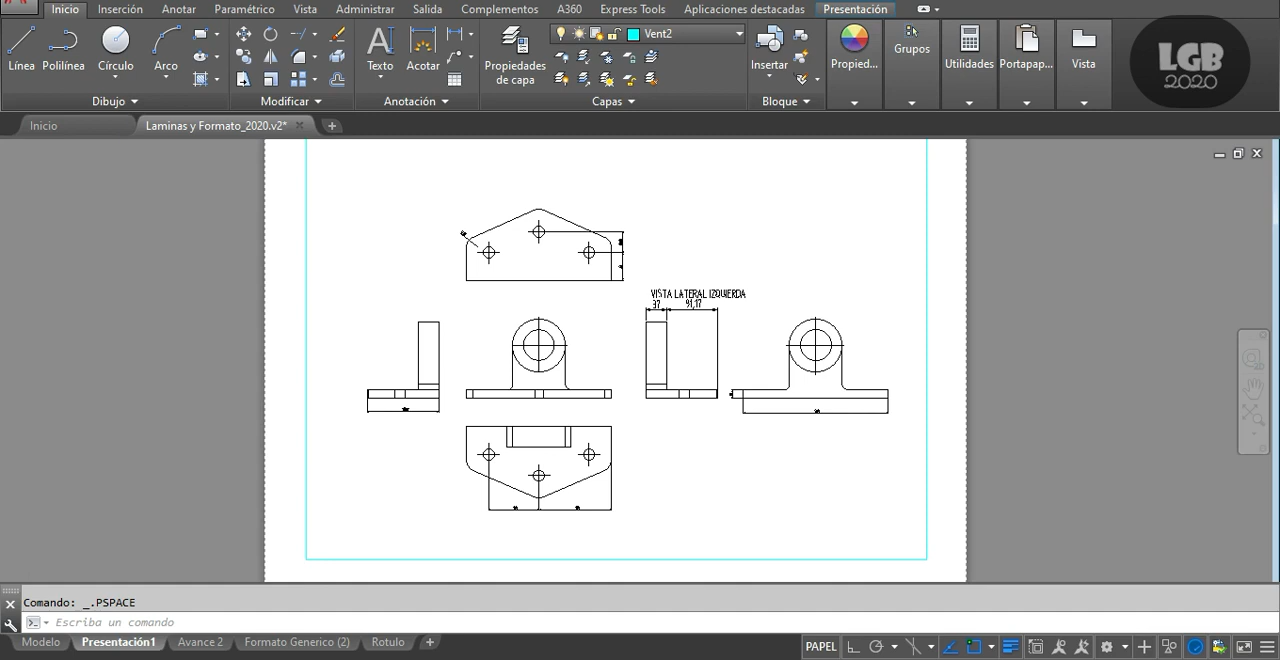 Inicio Inserción Anotar Paramétrico Vista Administrar Salida Complementos A360 Express Tools Aplicaciones destacadas Presentación
Vent2
Línea Polilínea Círculo Arco Texto Acotar Propiedades de capa Insertar Propied... Grupos Utilidades Portapap... Vista
LGB
2020
Dibujo Modificar Anotación Capas Bloque
Inicio Laminas y Formato_2020.v2*
VISTA LATERAL IZQUIERDA
37 91,17
Comando: _.PSPACE
Escriba un comando
Modelo Presentación1 Avance 2 Formato Generico (2) Rotulo
PAPEL